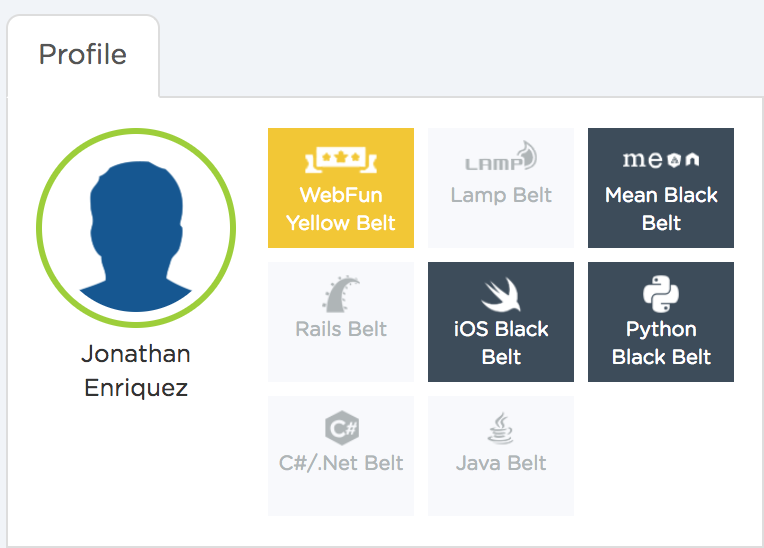 Profile
Jonathan
Enriquez
WebFun
Yellow Belt
LAMP
Lamp Belt
mean
Mean Black
Belt
Rails Belt
iOS Black
Belt
Python
Black Belt
C#
C#/.Net Belt
Java Belt